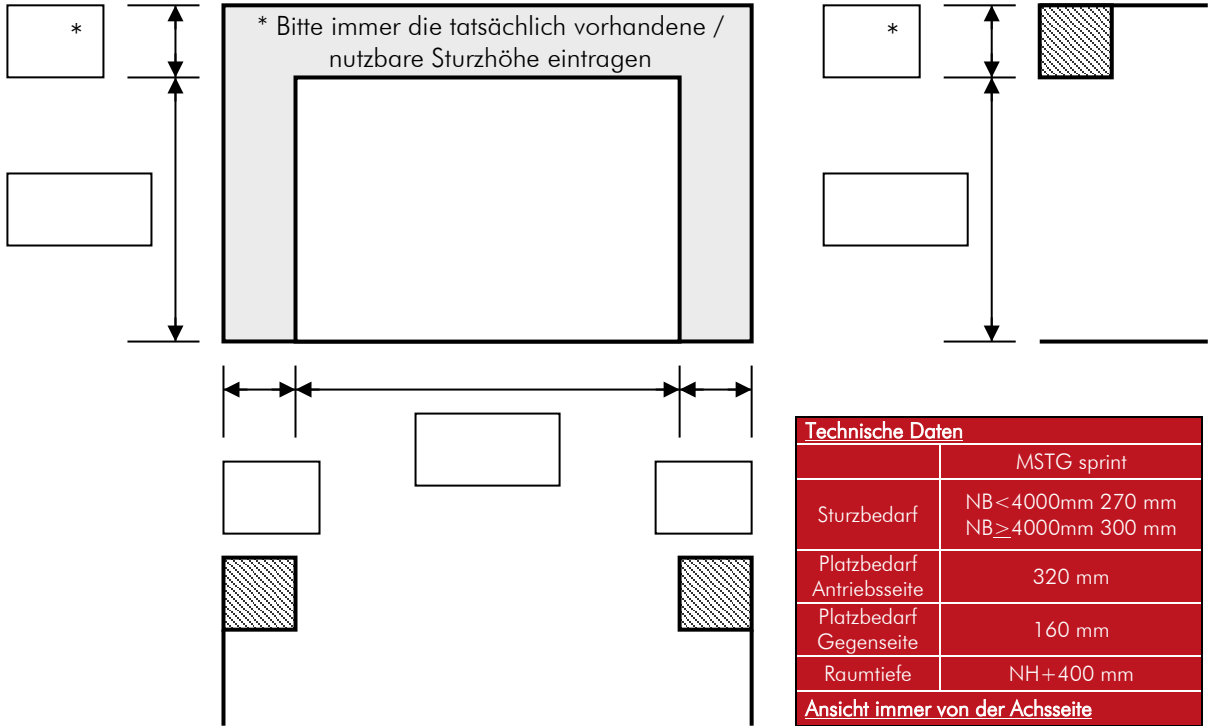 *
* Bitte immer die tatsächlich vorhandene /
nutzbare Sturzhöhe eintragen
*
Technische Daten
MSTG sprint
Sturzbedarf
NB<4000mm 270 mm
NB≥4000mm 300 mm
Platzbedarf
Antriebsseite
320 mm
Platzbedarf
Gegenseite
160 mm
Raumtiefe
NH+400 mm
Ansicht immer von der Achsseite